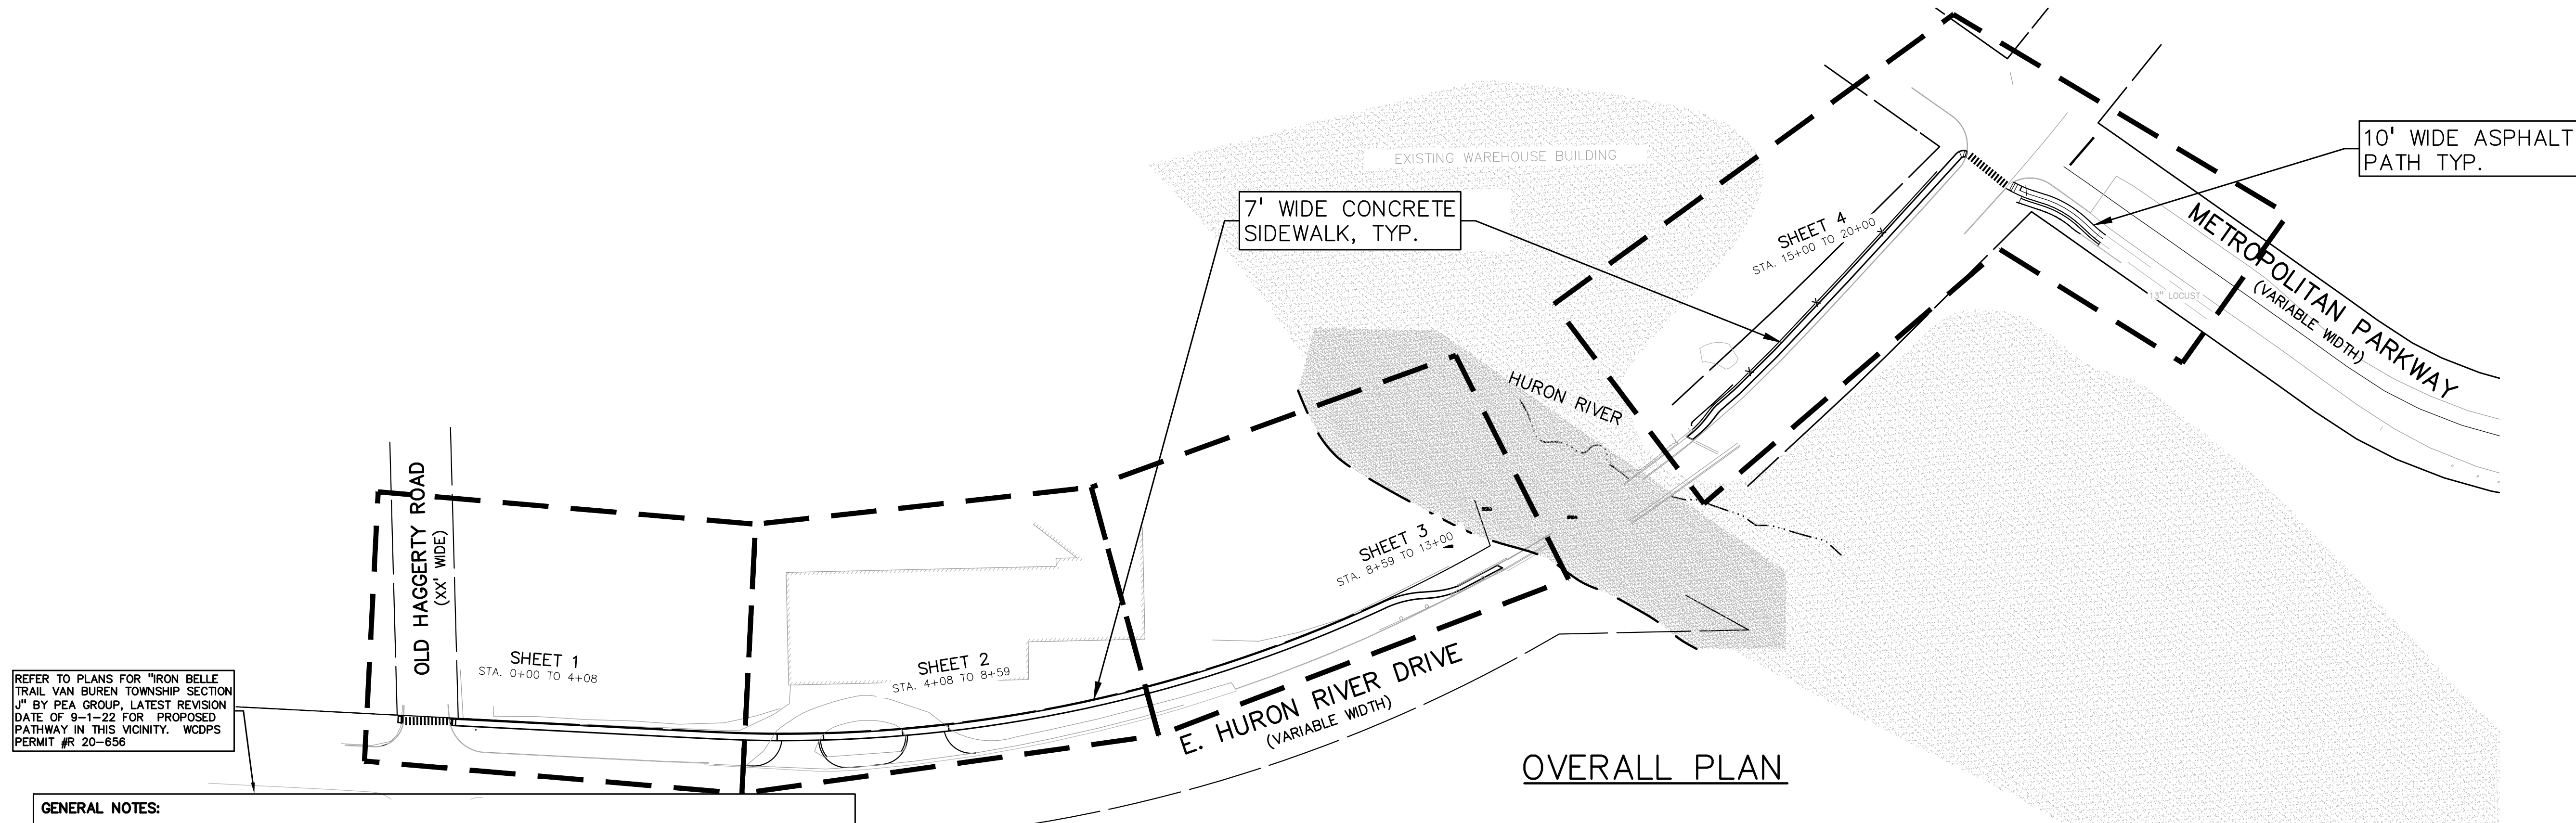 EXISTING WAREHOUSE BUILDING
10' WIDE ASPHALT
PATH TYP.
7' WIDE CONCRETE
SIDEWALK, TYP.
SHEET 4
STA. 15+00 TO 20+00
METROPOLITAN PARKWAY
(VARIABLE WIDTH)
13" LOCUST
HURON RIVER
OLD HAGGERTY ROAD
(XX' WIDE)
SHEET 3
STA. 8+59 TO 13+00
SHEET 1
STA. 0+00 TO 4+08
SHEET 2
STA. 4+08 TO 8+59
E. HURON RIVER DRIVE
(VARIABLE WIDTH)
REFER TO PLANS FOR "IRON BELLE
TRAIL VAN BUREN TOWNSHIP SECTION
J" BY PEA GROUP, LATEST REVISION
DATE OF 9-1-22 FOR PROPOSED
PATHWAY IN THIS VICINITY. WCDPS
PERMIT #R 20-656
OVERALL PLAN
GENERAL NOTES: